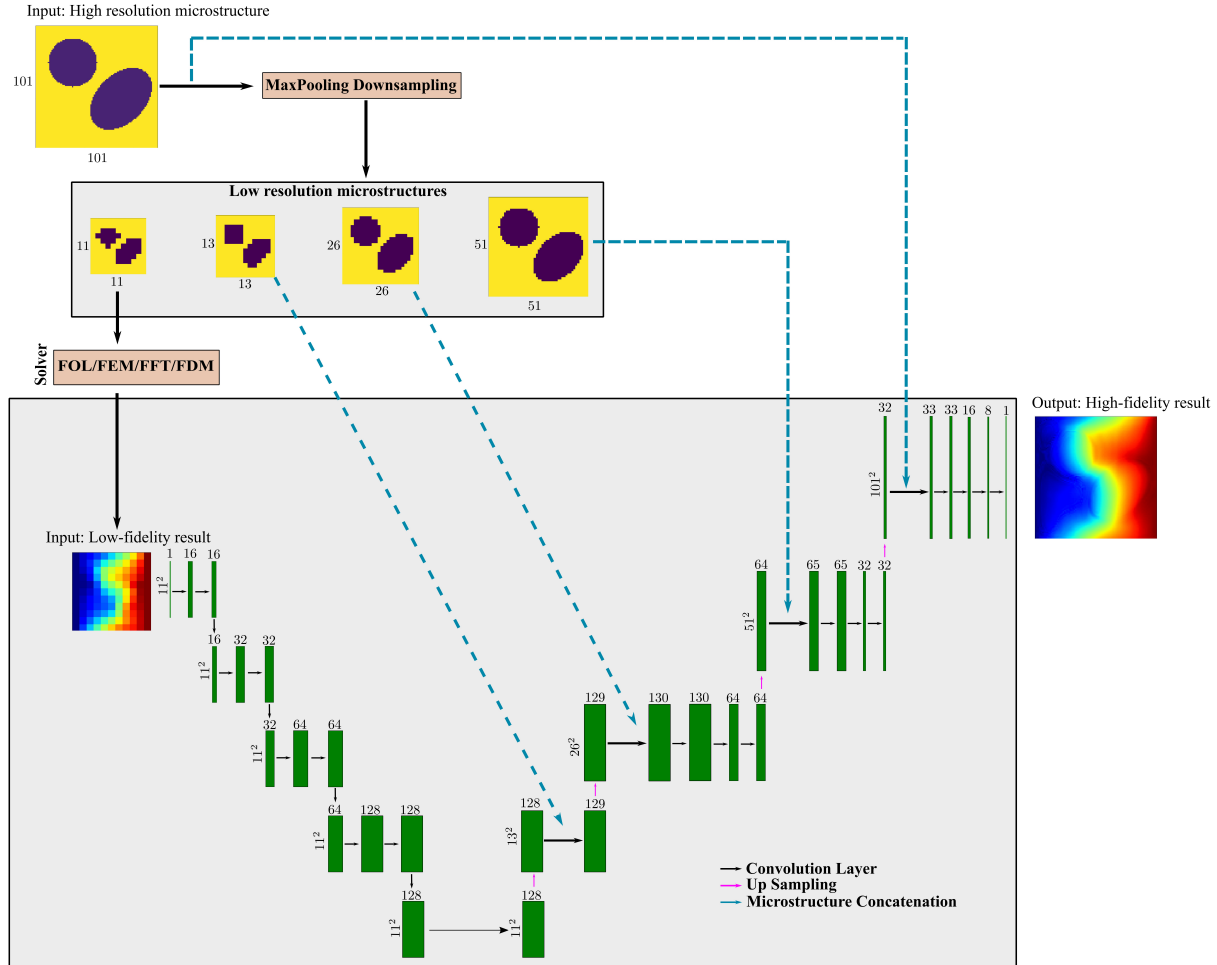 Input: High resolution microstructure
101
101
MaxPooling Downsampling
Low resolution microstructures
11
11
13
13
26
26
51
51
Solver
FOL/FEM/FFT/FDM
Input: Low-fidelity result
Output: High-fidelity result
11²
1 16 16
11²
16 32 32
11²
32 64 64
11²
64 128 128
11²
128
11²
128
13²
128 129
26²
129 130 130 64 64
51²
64 65 65 32 32
101²
32 33 33 16 8 1
Convolution Layer
Up Sampling
Microstructure Concatenation